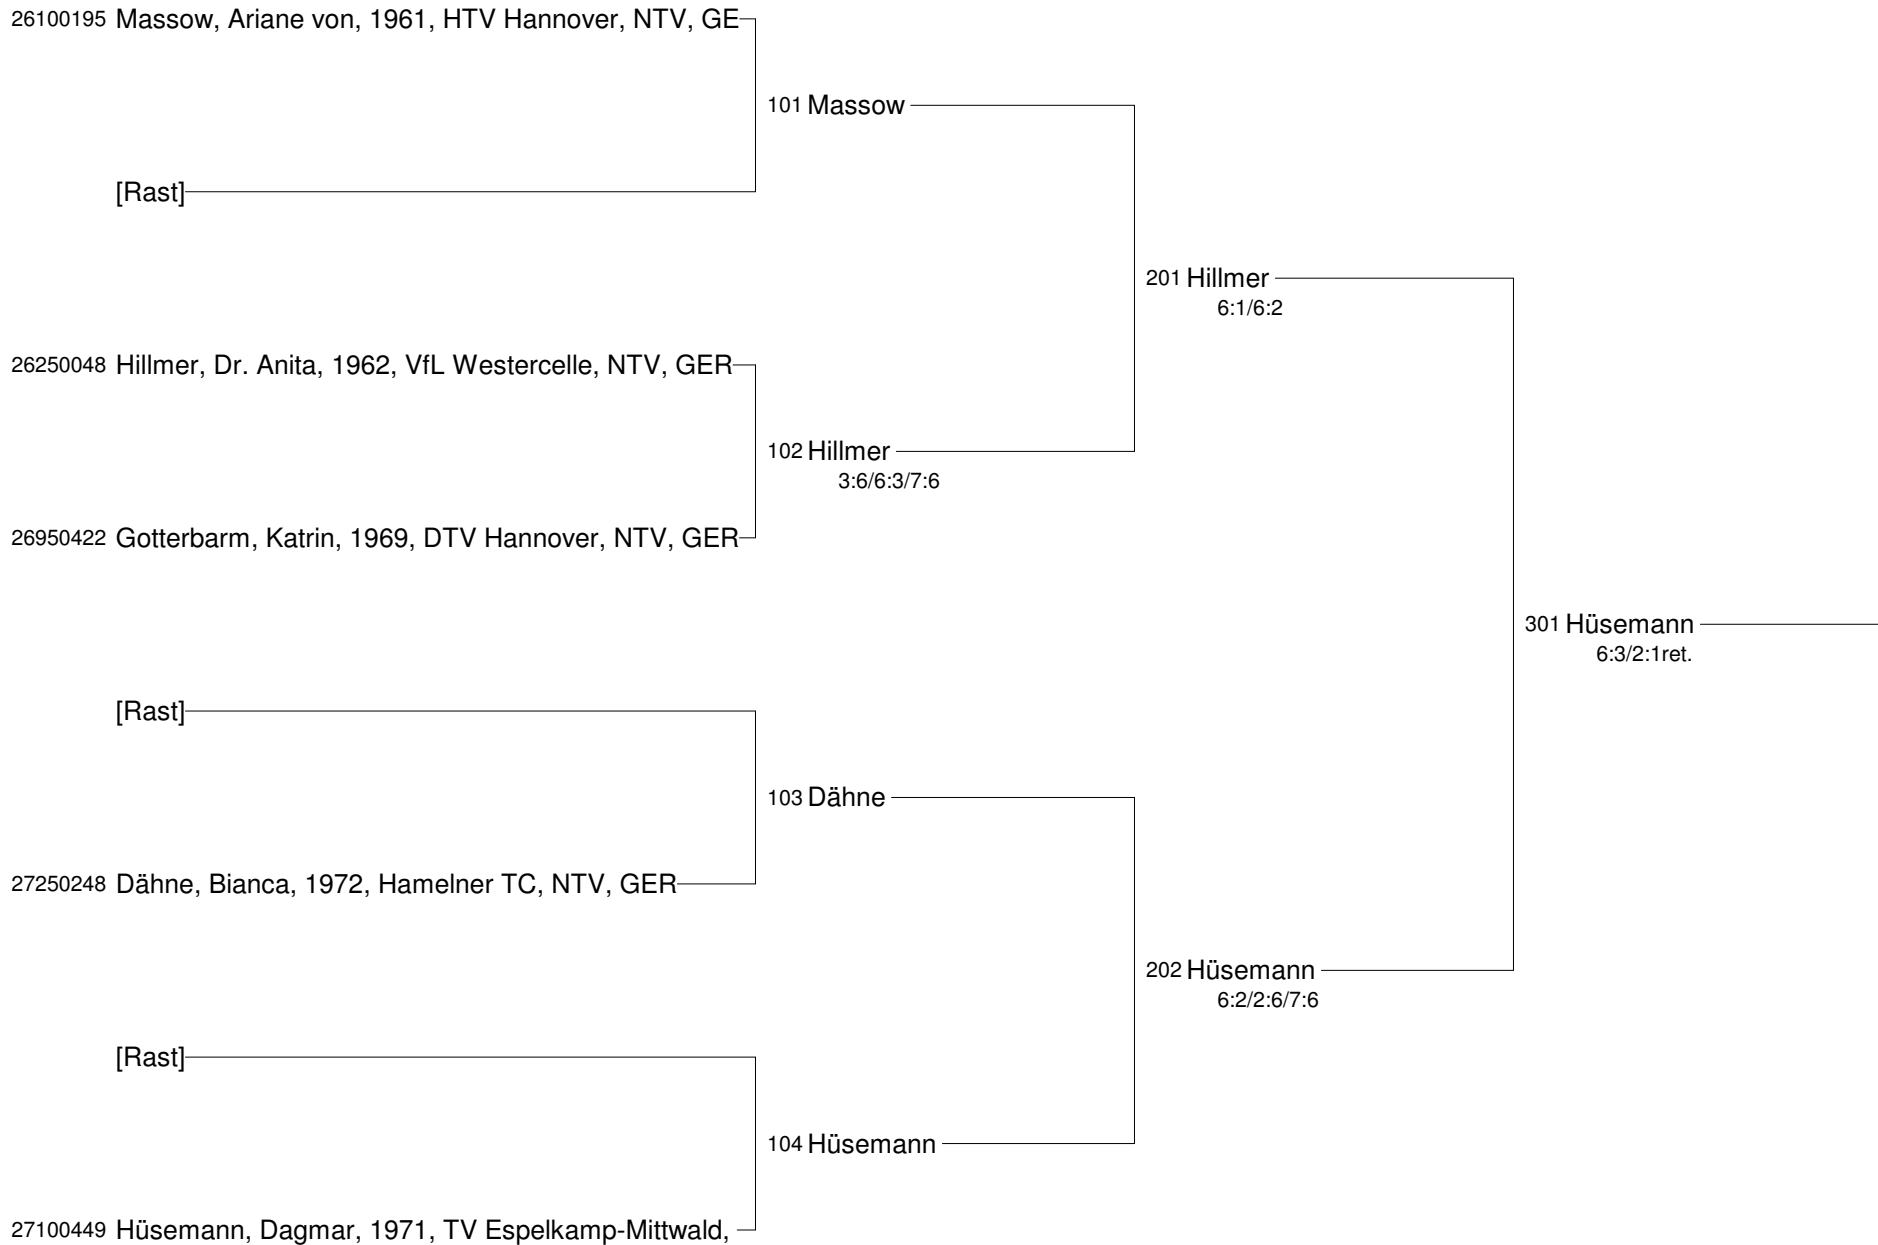 26100195 Massow, Ariane von, 1961, HTV Hannover, NTV, GE
101 Massow
[Rast]
201 Hillmer
6:1/6:2
26250048 Hillmer, Dr. Anita, 1962, VfL Westercelle, NTV, GER
102 Hillmer
3:6/6:3/7:6
26950422 Gotterbarm, Katrin, 1969, DTV Hannover, NTV, GER
301 Hüsemann
6:3/2:1ret.
[Rast]
103 Dähne
27250248 Dähne, Bianca, 1972, Hamelner TC, NTV, GER
202 Hüsemann
6:2/2:6/7:6
[Rast]
104 Hüsemann
27100449 Hüsemann, Dagmar, 1971, TV Espelkamp-Mittwald,